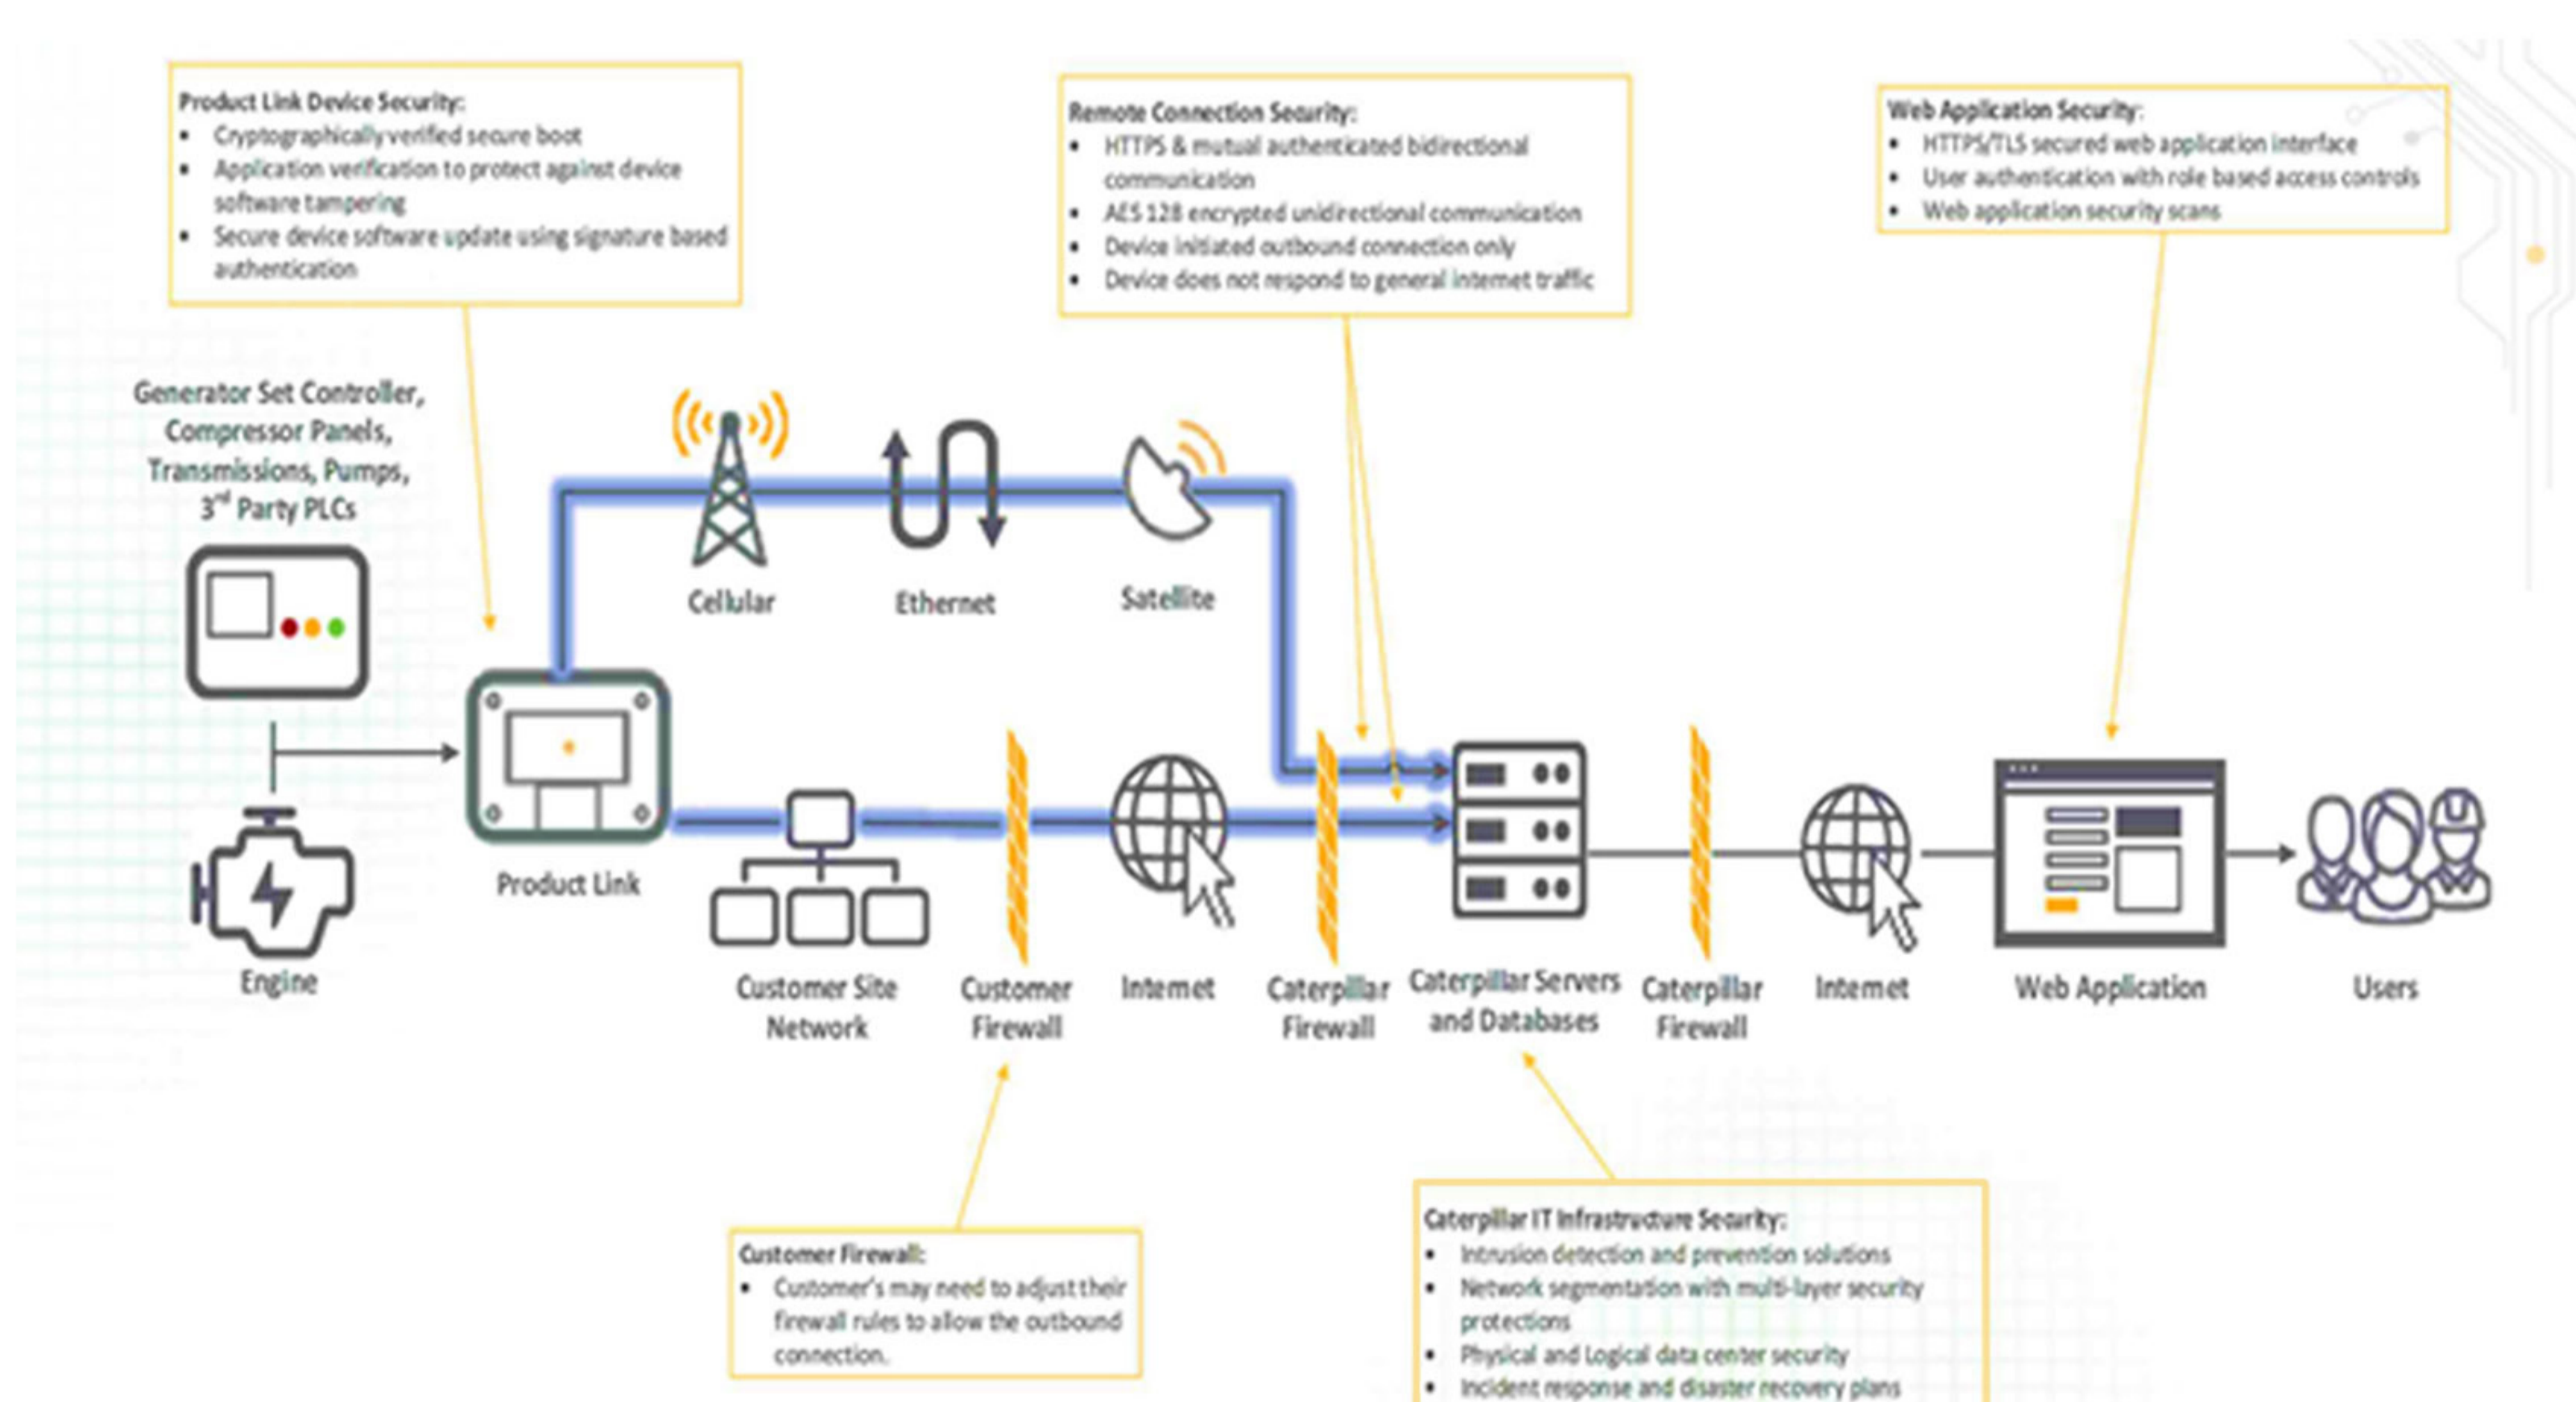 Product Link Device Security:
▪ Cryptographically verified secure boot
▪ Application verification to protect against device
software tampering
▪ Secure device software update using signature based
authentication
Remote Connection Security:
▪ HTTPS & mutual authenticated bidirectional
communication
▪ AES 128 encrypted unidirectional communication
▪ Device initiated outbound connection only
▪ Device does not respond to general internet traffic
Web Application Security:
▪ HTTPS/TLS secured web application interface
▪ User authentication with role based access controls
▪ Web application security scans
Generator Set Controller,
Compressor Panels,
Transmissions, Pumps,
3rd Party PLCs
Cellular
Ethernet
Satellite
Engine
Product Link
Customer Site
Network
Customer
Firewall
Internet
Caterpillar
Firewall
Caterpillar Servers
and Databases
Caterpillar
Firewall
Internet
Web Application
Users
Customer Firewall:
▪ Customer's may need to adjust their
firewall rules to allow the outbound
connection.
Caterpillar IT Infrastructure Security:
▪ Intrusion detection and prevention solutions
▪ Network segmentation with multi-layer security
protections
▪ Physical and Logical data center security
▪ Incident response and disaster recovery plans